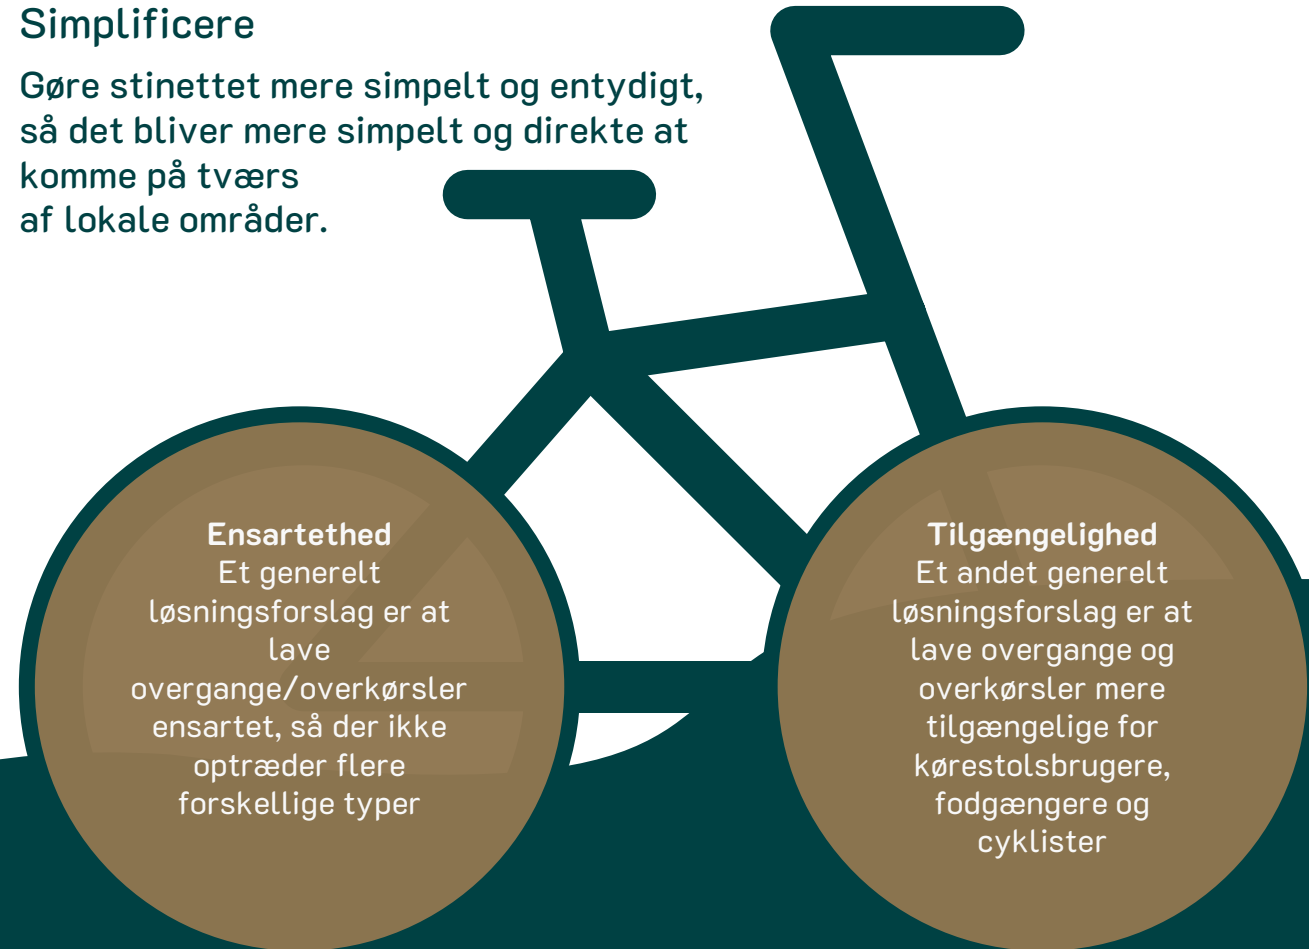 Simplificere
Gøre stinettet mere simpelt og entydigt,
så det bliver mere simpelt og direkte at
komme på tværs
af lokale områder.
Ensartethed
Et generelt
løsningsforslag er at
lave
overgange/overkørsler
ensartet, så der ikke
optræder flere
forskellige typer
Tilgængelighed
Et andet generelt
løsningsforslag er at
lave overgange og
overkørsler mere
tilgængelige for
kørestolsbrugere,
fodgængere og
cyklister